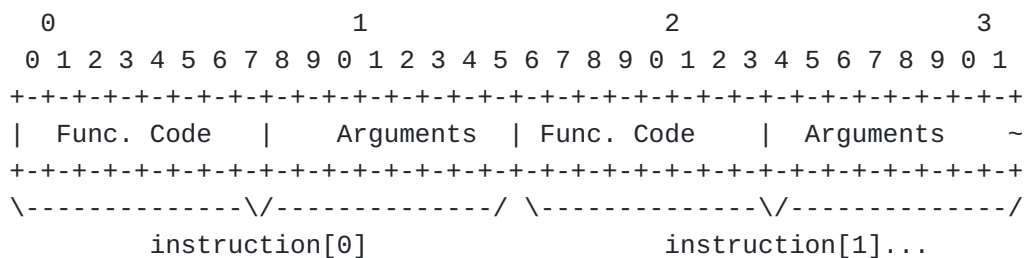 0                   1                   2                   3
 0 1 2 3 4 5 6 7 8 9 0 1 2 3 4 5 6 7 8 9 0 1 2 3 4 5 6 7 8 9 0 1
+-+-+-+-+-+-+-+-+-+-+-+-+-+-+-+-+-+-+-+-+-+-+-+-+-+-+-+-+-+-+-+-+
|  Func. Code   |    Arguments  | Func. Code    |  Arguments    ~
+-+-+-+-+-+-+-+-+-+-+-+-+-+-+-+-+-+-+-+-+-+-+-+-+-+-+-+-+-+-+-+-+
\--------------\/--------------/ \--------------\/--------------/
         instruction[0]                   instruction[1]...